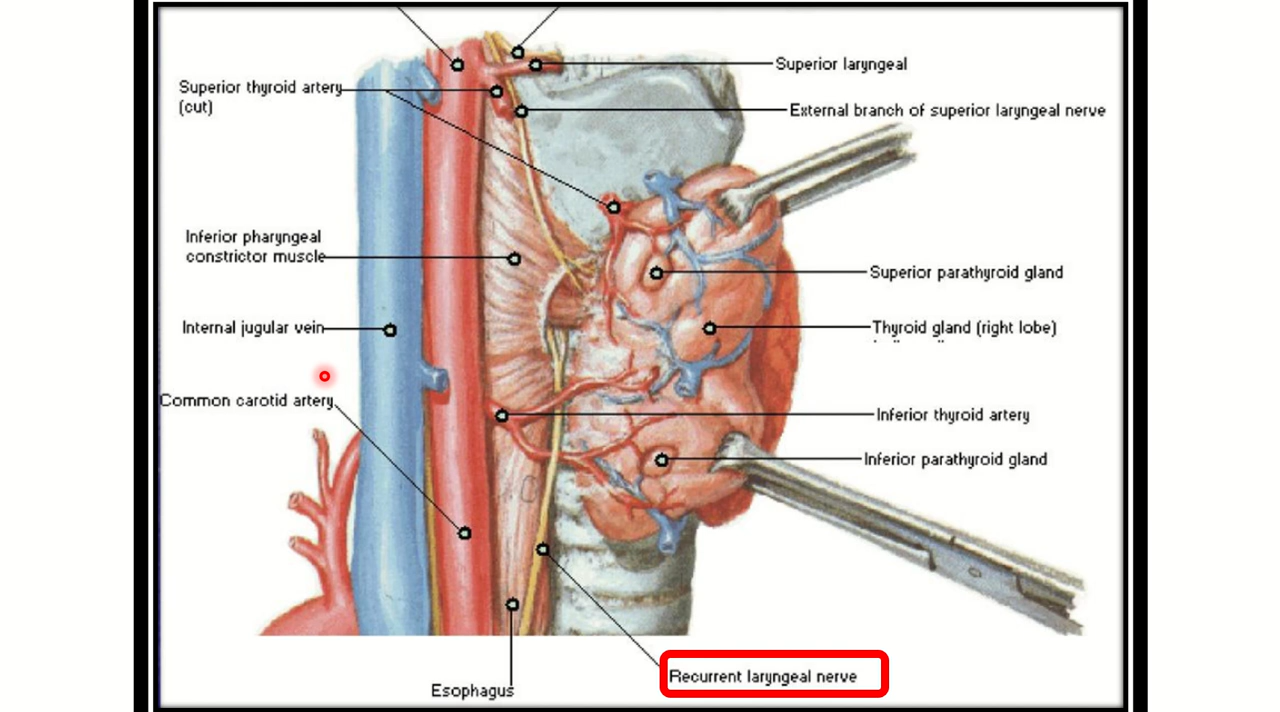 Superior laryngeal
Superior thyroid artery
(cut)
External branch of superior laryngeal nerve
Inferior pharyngeal
constrictor muscle
Superior parathyroid gland
Internal jugular vein
Thyroid gland (right lobe)
Common carotid artery
Inferior thyroid artery
Inferior parathyroid gland
Recurrent laryngeal nerve
Esophagus